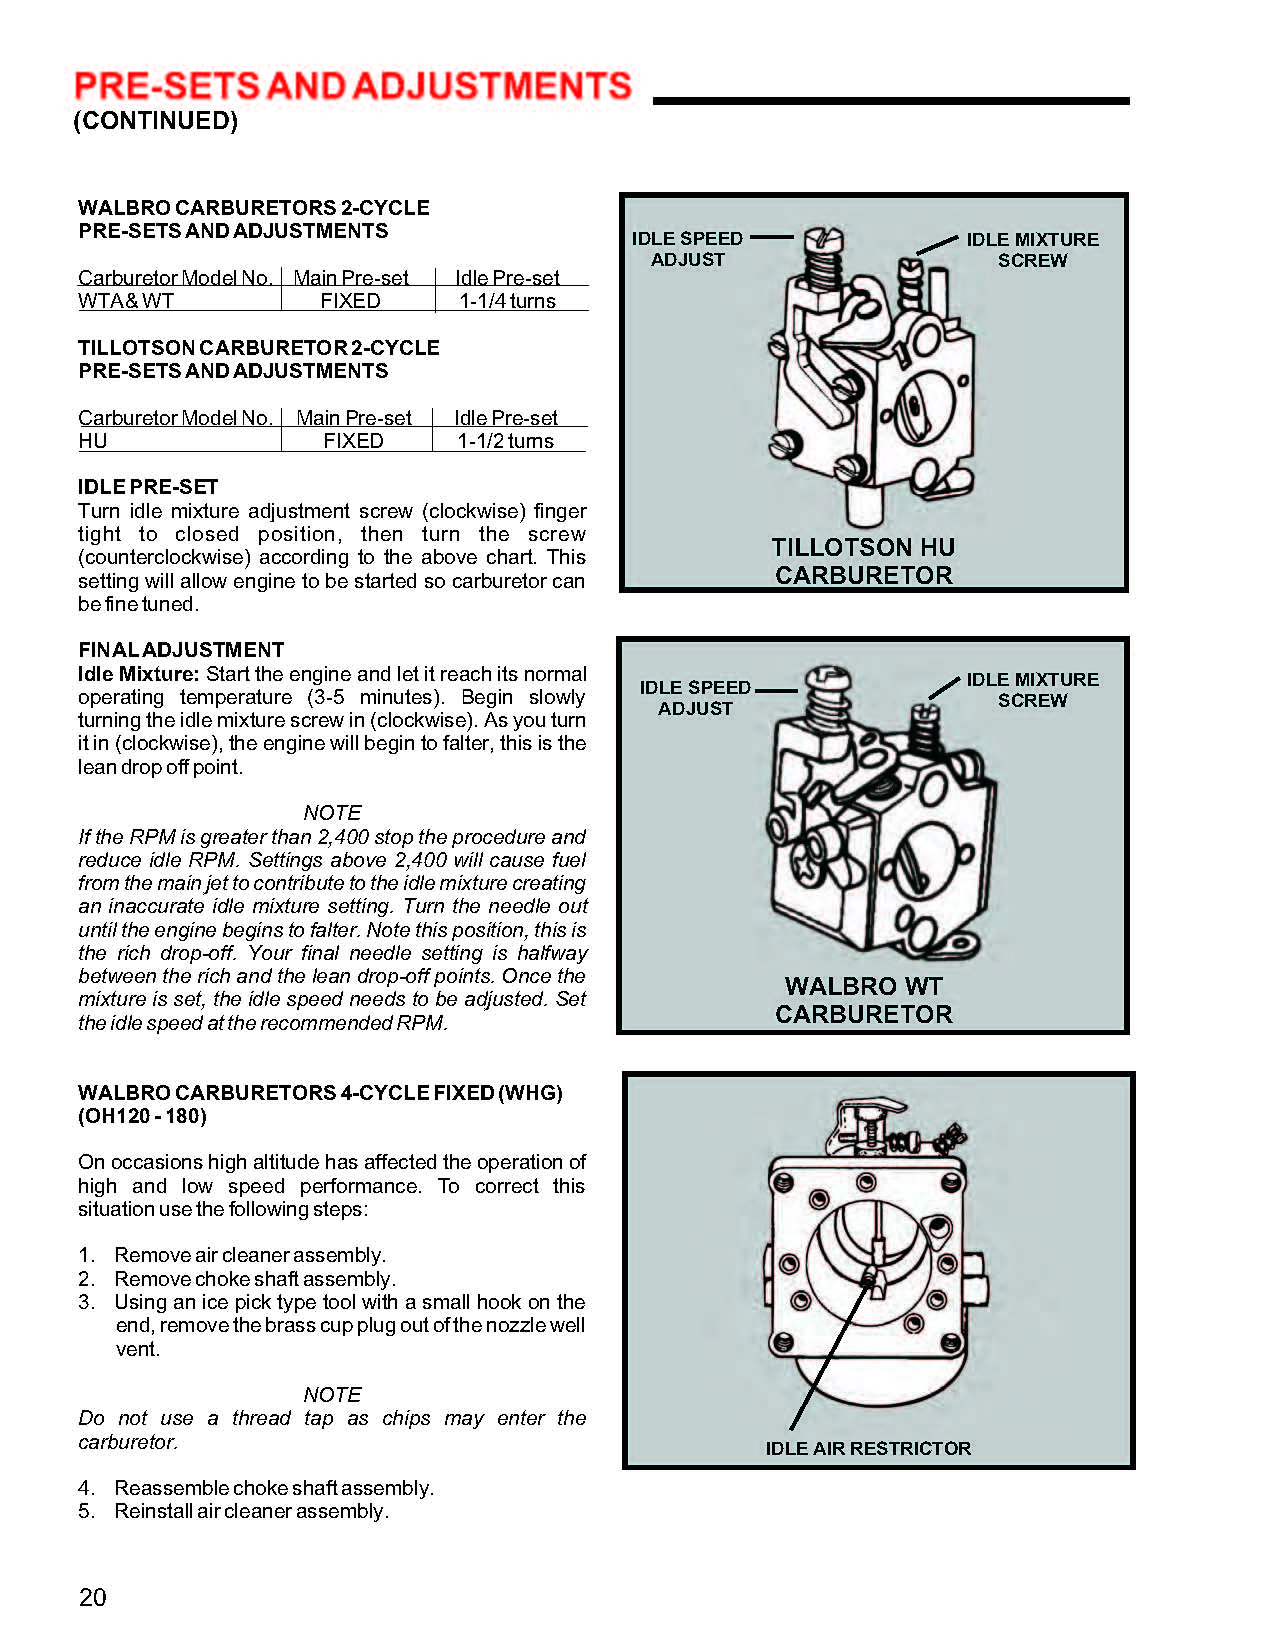 PRE-SETS AND ADJUSTMENTS
(CONTINUED)
WALBRO CARBURETORS 2-CYCLE
PRE-SETS AND ADJUSTMENTS
Carburetor Model No. Main Pre-set Idle Pre-set
WTA & WT FIXED 1-1/4 turns
TILLOTSON CARBURETOR 2-CYCLE
PRE-SETS AND ADJUSTMENTS
Carburetor Model No. Main Pre-set Idle Pre-set
HU FIXED 1-1/2 turns
IDLE PRE-SET
Turn idle mixture adjustment screw (clockwise) finger
tight to closed position, then turn the screw
(counterclockwise) according to the above chart. This
setting will allow engine to be started so carburetor can
be fine tuned.
FINAL ADJUSTMENT
Idle Mixture: Start the engine and let it reach its normal
operating temperature (3-5 minutes). Begin slowly
turning the idle mixture screw in (clockwise). As you turn
it in (clockwise), the engine will begin to falter, this is the
lean drop off point.
NOTE
If the RPM is greater than 2,400 stop the procedure and
reduce idle RPM. Settings above 2,400 will cause fuel
from the main jet to contribute to the idle mixture creating
an inaccurate idle mixture setting. Turn the needle out
until the engine begins to falter. Note this position, this is
the rich drop-off. Your final needle setting is halfway
between the rich and the lean drop-off points. Once the
mixture is set, the idle speed needs to be adjusted. Set
the idle speed at the recommended RPM.
WALBRO CARBURETORS 4-CYCLE FIXED (WHG)
(OH120 - 180)
On occasions high altitude has affected the operation of
high and low speed performance. To correct this
situation use the following steps:
1. Remove air cleaner assembly.
2. Remove choke shaft assembly.
3. Using an ice pick type tool with a small hook on the
end, remove the brass cup plug out of the nozzle well
vent.
NOTE
Do not use a thread tap as chips may enter the
carburetor.
4. Reassemble choke shaft assembly.
5. Reinstall air cleaner assembly.
IDLE SPEED
ADJUST
IDLE MIXTURE
SCREW
TILLOTSON HU
CARBURETOR
IDLE SPEED
ADJUST
IDLE MIXTURE
SCREW
WALBRO WT
CARBURETOR
IDLE AIR RESTRICTOR
20